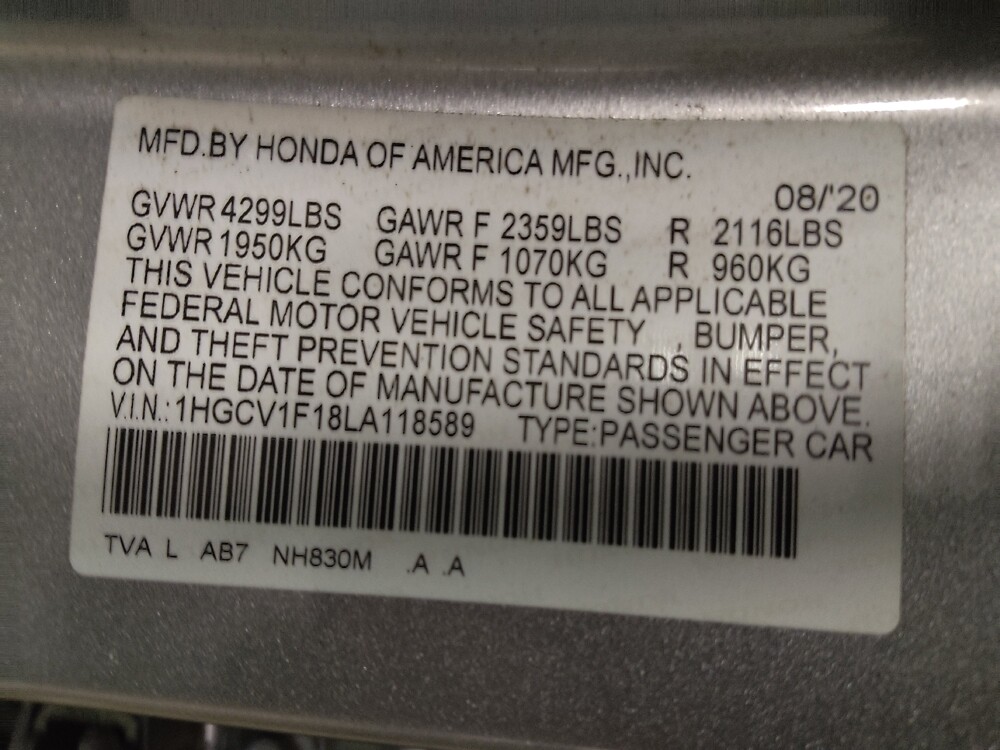 MFD.BY HONDA OF AMERICA MFG.,INC.
08/'20
GVWR 4299LBS GAWR F 2359LBS R 2116LBS
GVWR 1950KG GAWR F 1070KG R 960KG
THIS VEHICLE CONFORMS TO ALL APPLICABLE
FEDERAL MOTOR VEHICLE SAFETY , BUMPER,
AND THEFT PREVENTION STANDARDS IN EFFECT
ON THE DATE OF MANUFACTURE SHOWN ABOVE.
V.I.N.: 1HGCV1F18LA118589 TYPE:PASSENGER CAR
TVA L AB7 NH830M .A .A